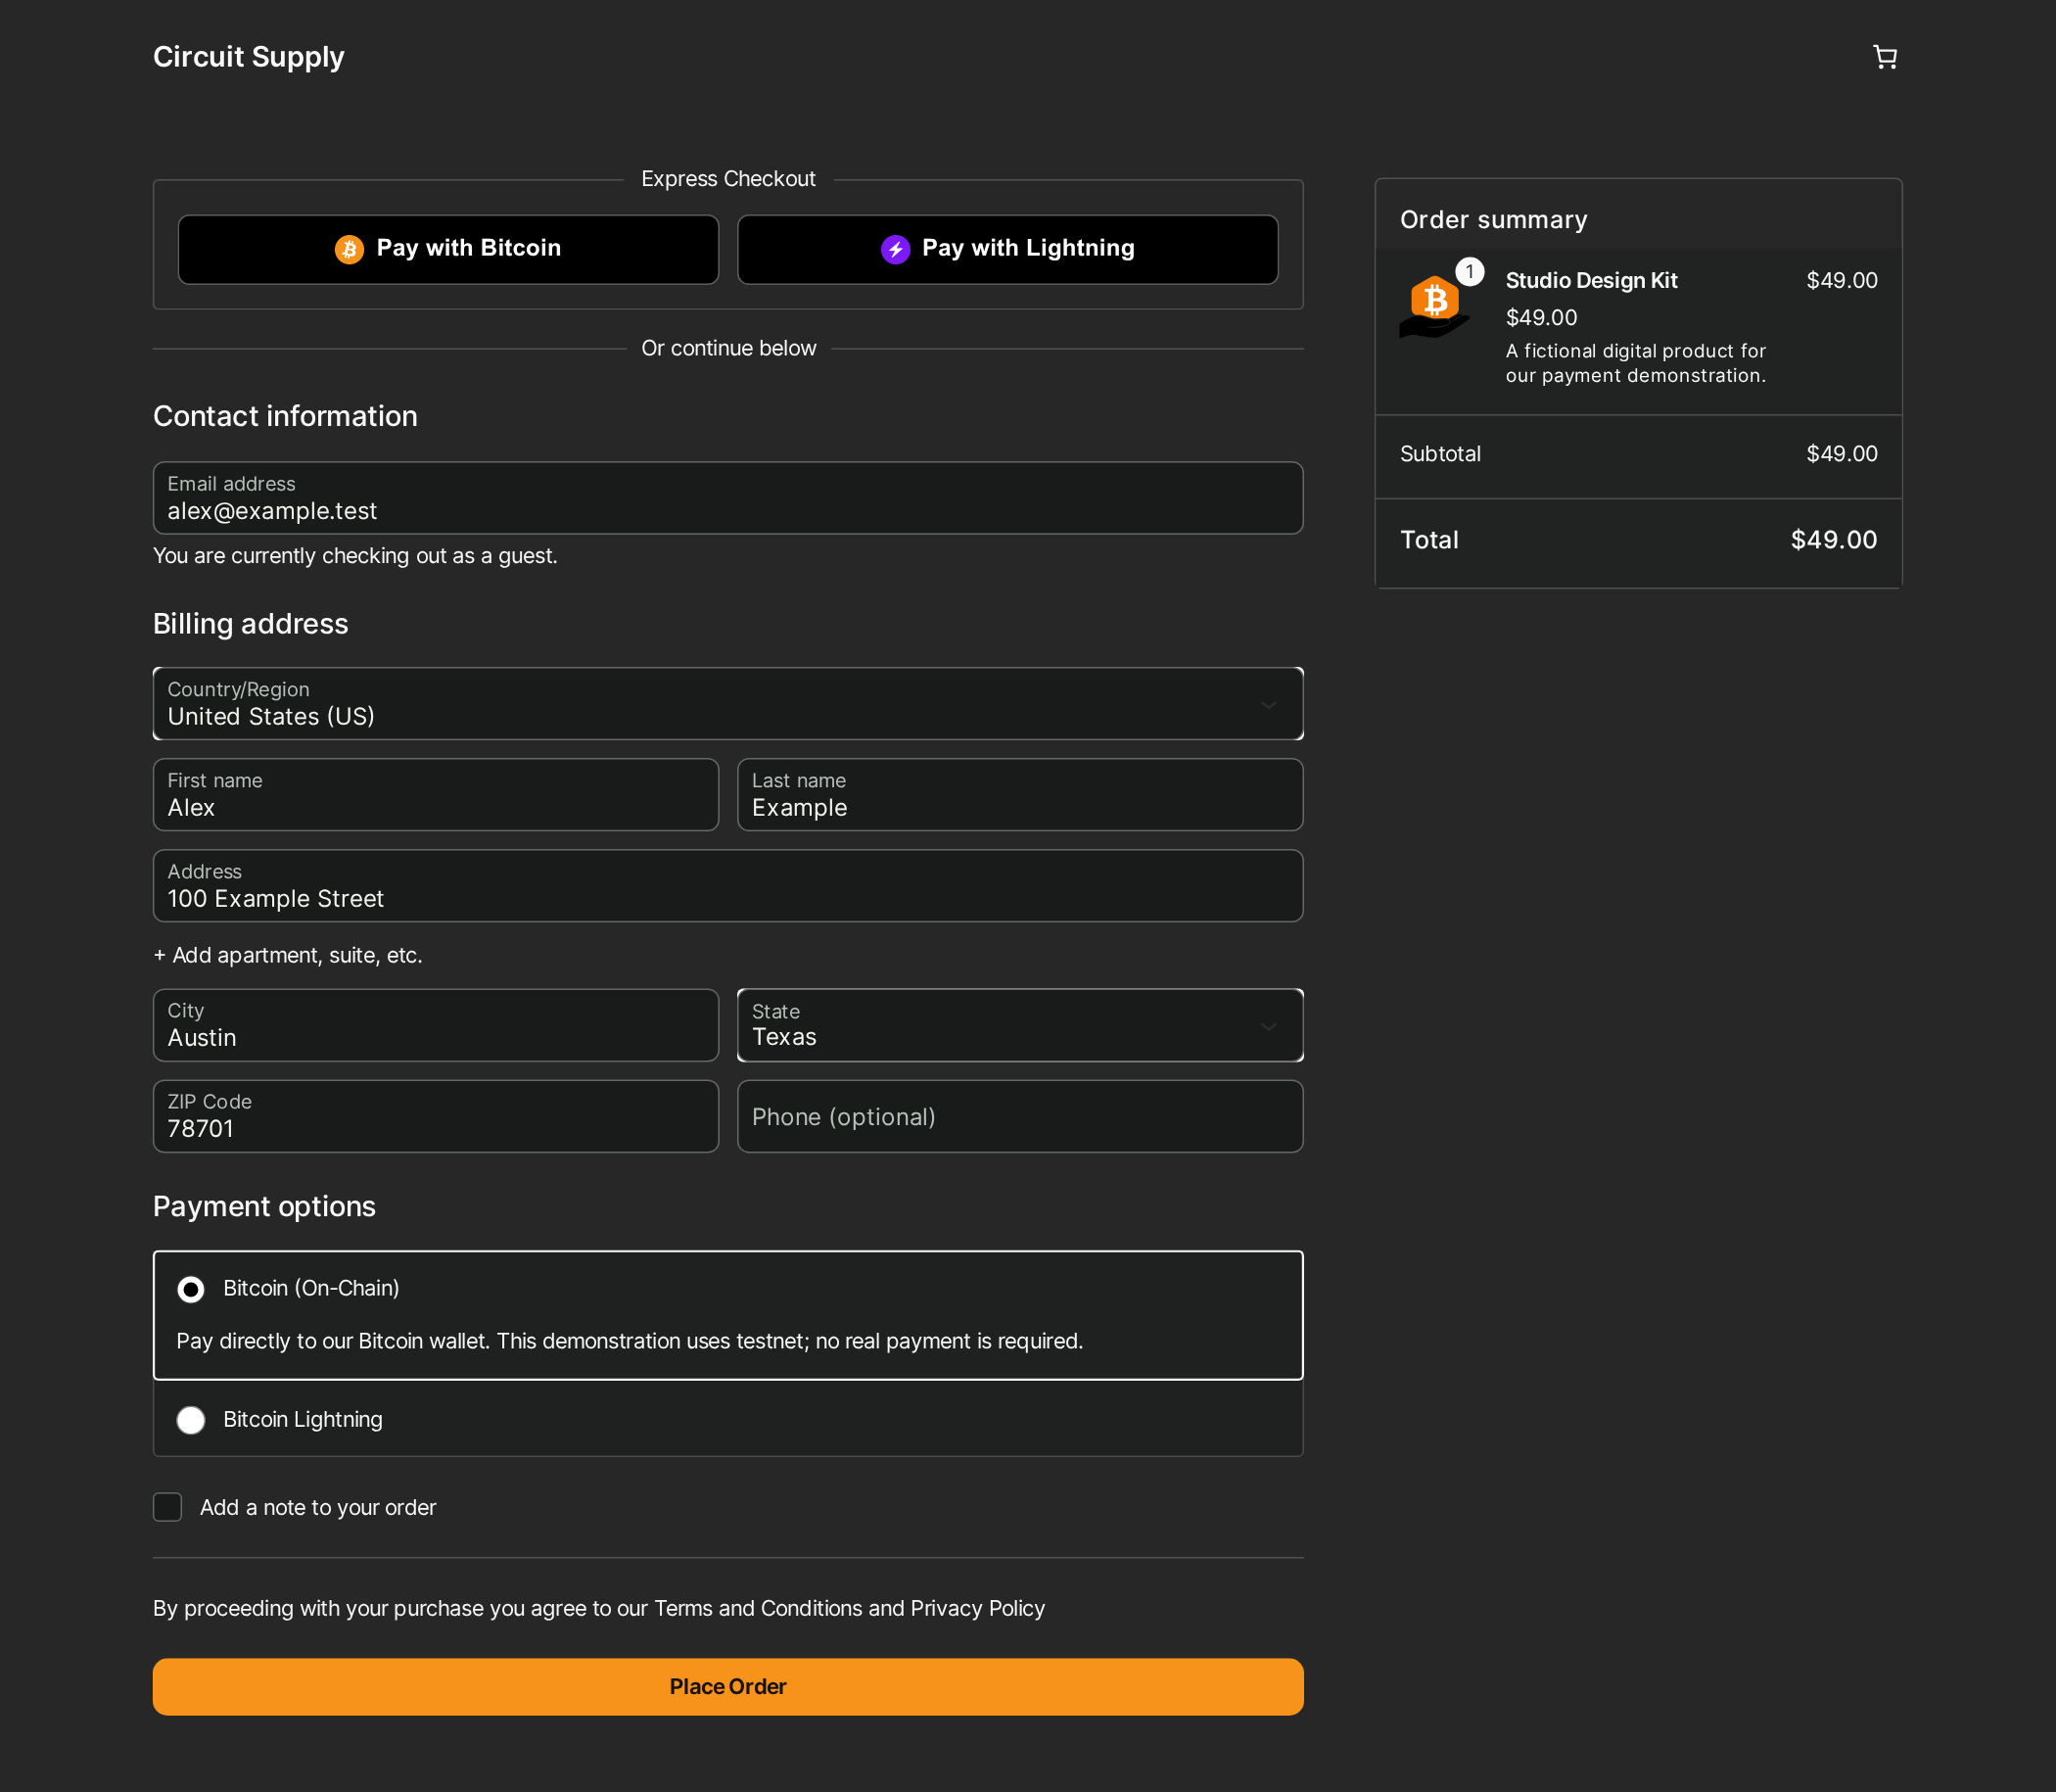 Circuit Supply
Express Checkout
Pay with Bitcoin
Pay with Lightning
Or continue below
Contact information
Email address
alex@example.test
You are currently checking out as a guest.
Billing address
Country/Region
United States (US)
First name
Alex
Last name
Example
Address
100 Example Street
+ Add apartment, suite, etc.
City
Austin
State
Texas
ZIP Code
78701
Phone (optional)
Payment options
Bitcoin (On-Chain)
Pay directly to our Bitcoin wallet. This demonstration uses testnet; no real payment is required.
Bitcoin Lightning
Add a note to your order
By proceeding with your purchase you agree to our Terms and Conditions and Privacy Policy
Place Order
Order summary
1
Studio Design Kit
$49.00
$49.00
A fictional digital product for
our payment demonstration.
Subtotal
$49.00
Total
$49.00